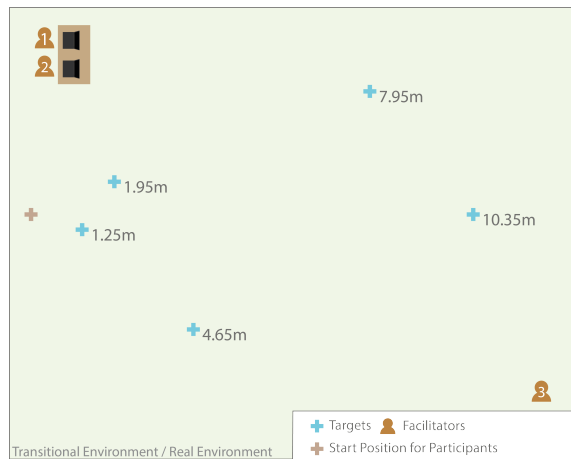 1
2
7.95m
1.95m
10.35m
1.25m
4.65m
3
Targets Facilitators
Start Position for Participants
Transitional Environment / Real Environment